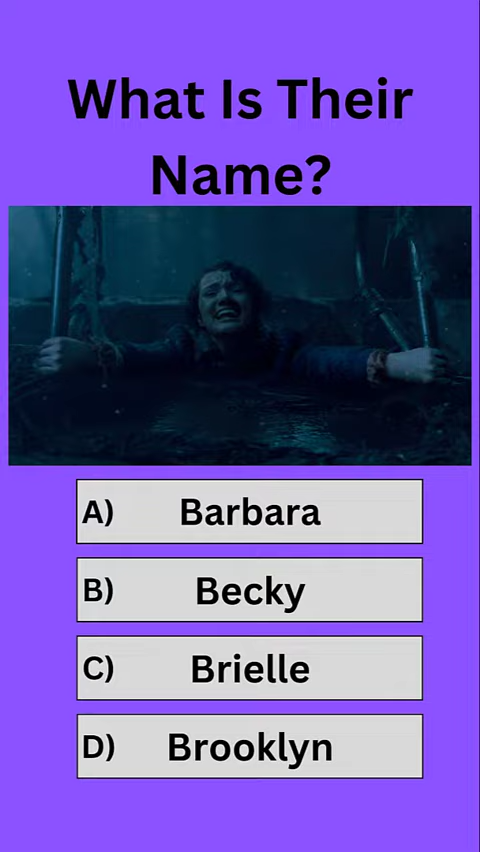 What Is Their
Name?
A) Barbara
B) Becky
C) Brielle
D) Brooklyn